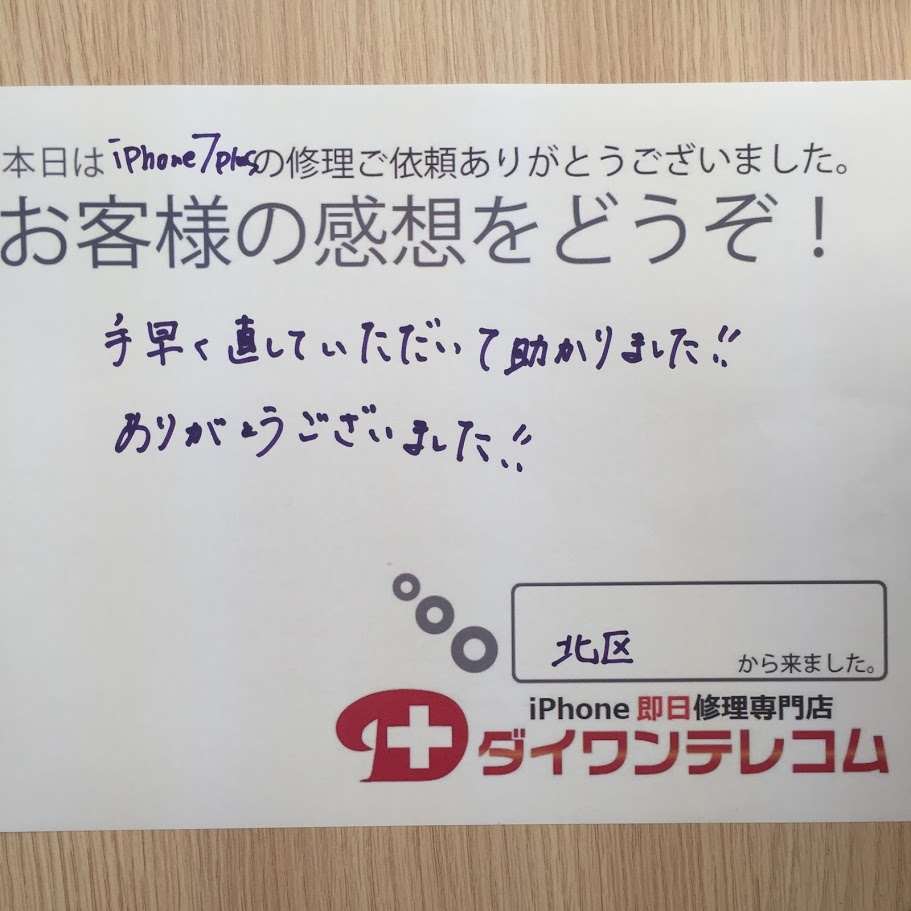 本日はiPhone7plusの修理ご依頼ありがとうございました。
お客様の感想をどうぞ！
手早く直していただいて助かりました!!
ありがとうございました!!
北区
から来ました。
iPhone 即日修理専門店
ダイワンテレコム